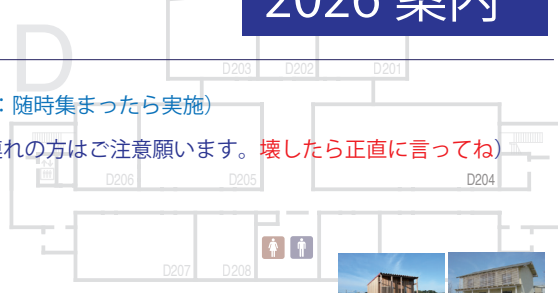 2026 案内
D
D203 D202 D201
：随時集まったら実施）
連れの方はご注意願います。壊したら正直に言ってね）
D206 D205 D204
D207 D208